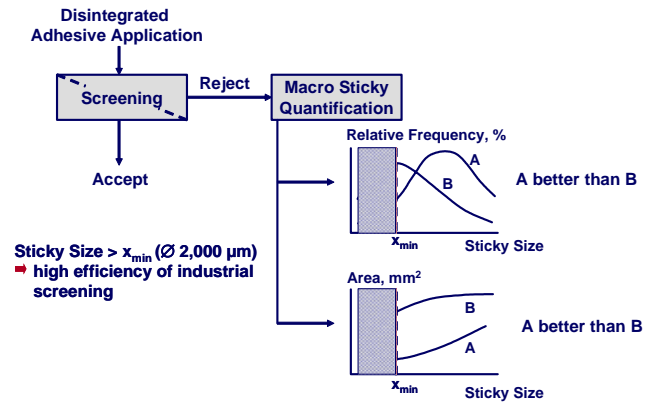 Disintegrated
Adhesive Application
Screening
Reject
Macro Sticky
Quantification
Accept
Relative Frequency, %
A
B
A better than B
xmin
Sticky Size
Sticky Size > xmin (Ø 2,000 µm)
➡ high efficiency of industrial
screening
Area, mm²
B
A
A better than B
xmin
Sticky Size